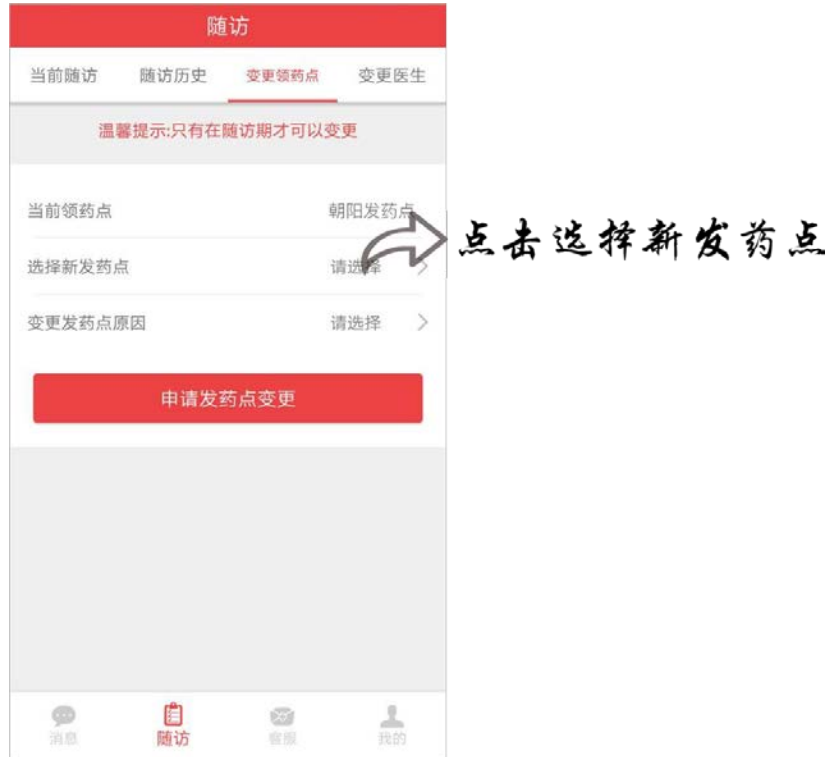 随访
当前随访 随访历史 变更领药点 变更医生
温馨提示:只有在随访期才可以变更
当前领药点 朝阳发药点
点击选择新发药点
选择新发药点 请选择
变更发药点原因 请选择
申请发药点变更
消息 随访 客服 我的